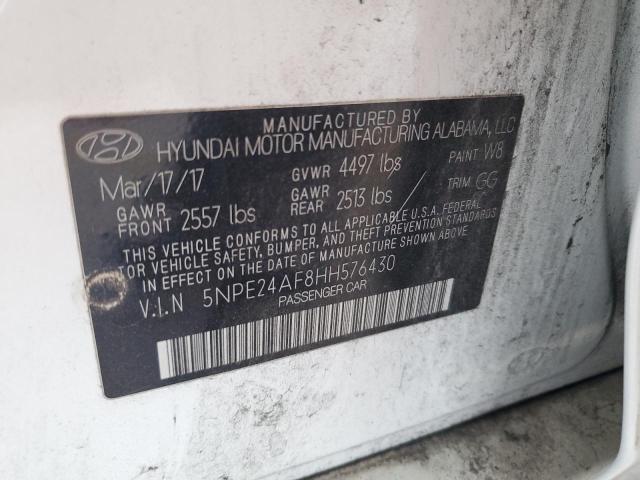 MANUFACTURED BY
HYUNDAI MOTOR MANUFACTURING ALABAMA, LLC
Mar/17/17 GVWR 4497 lbs PAINT: W8
GAWR FRONT 2557 lbs GAWR REAR 2513 lbs TRIM: GG
THIS VEHICLE CONFORMS TO ALL APPLICABLE U.S.A. FEDERAL
MOTOR VEHICLE SAFETY, BUMPER, AND THEFT PREVENTION STANDARDS
IN EFFECT ON THE DATE OF MANUFACTURE SHOWN ABOVE.
V.I.N 5NPE24AF8HH576430
PASSENGER CAR